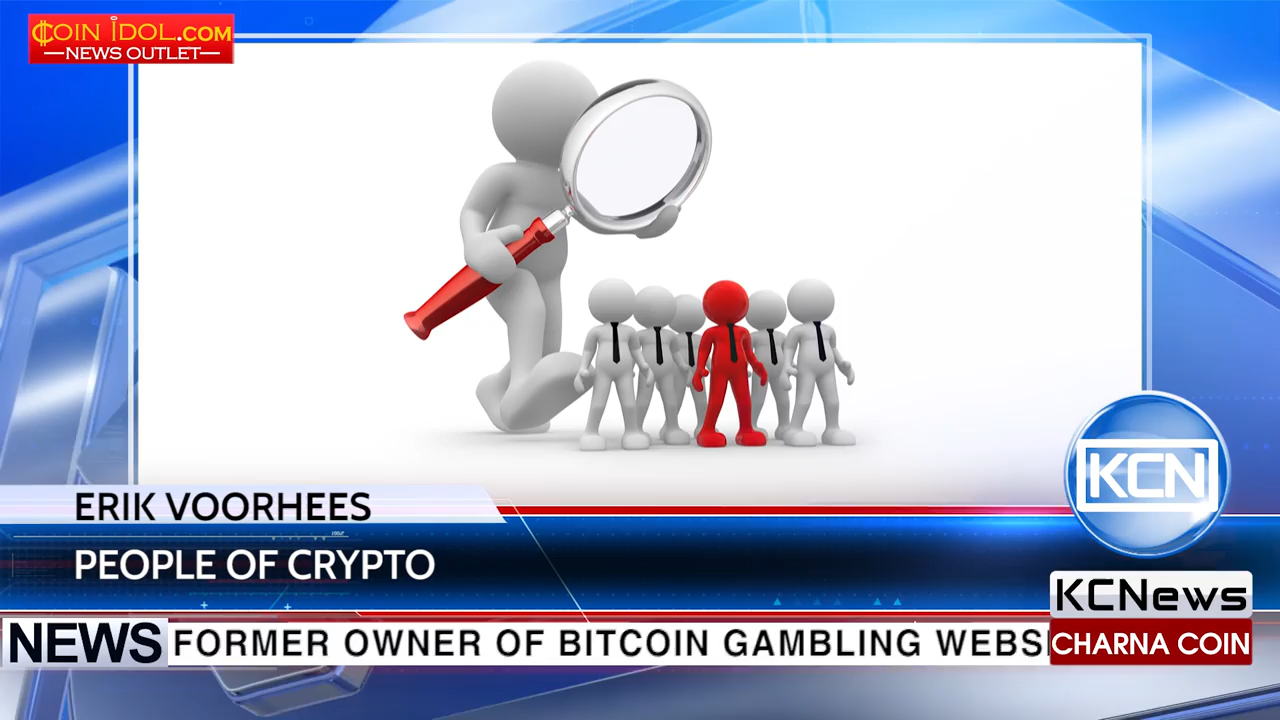 COIN IDOL.COM
NEWS OUTLET
KCN
ERIK VOORHEES
PEOPLE OF CRYPTO
KCNews
NEWS
FORMER OWNER OF BITCOIN GAMBLING WEBSI
CHARNA COIN